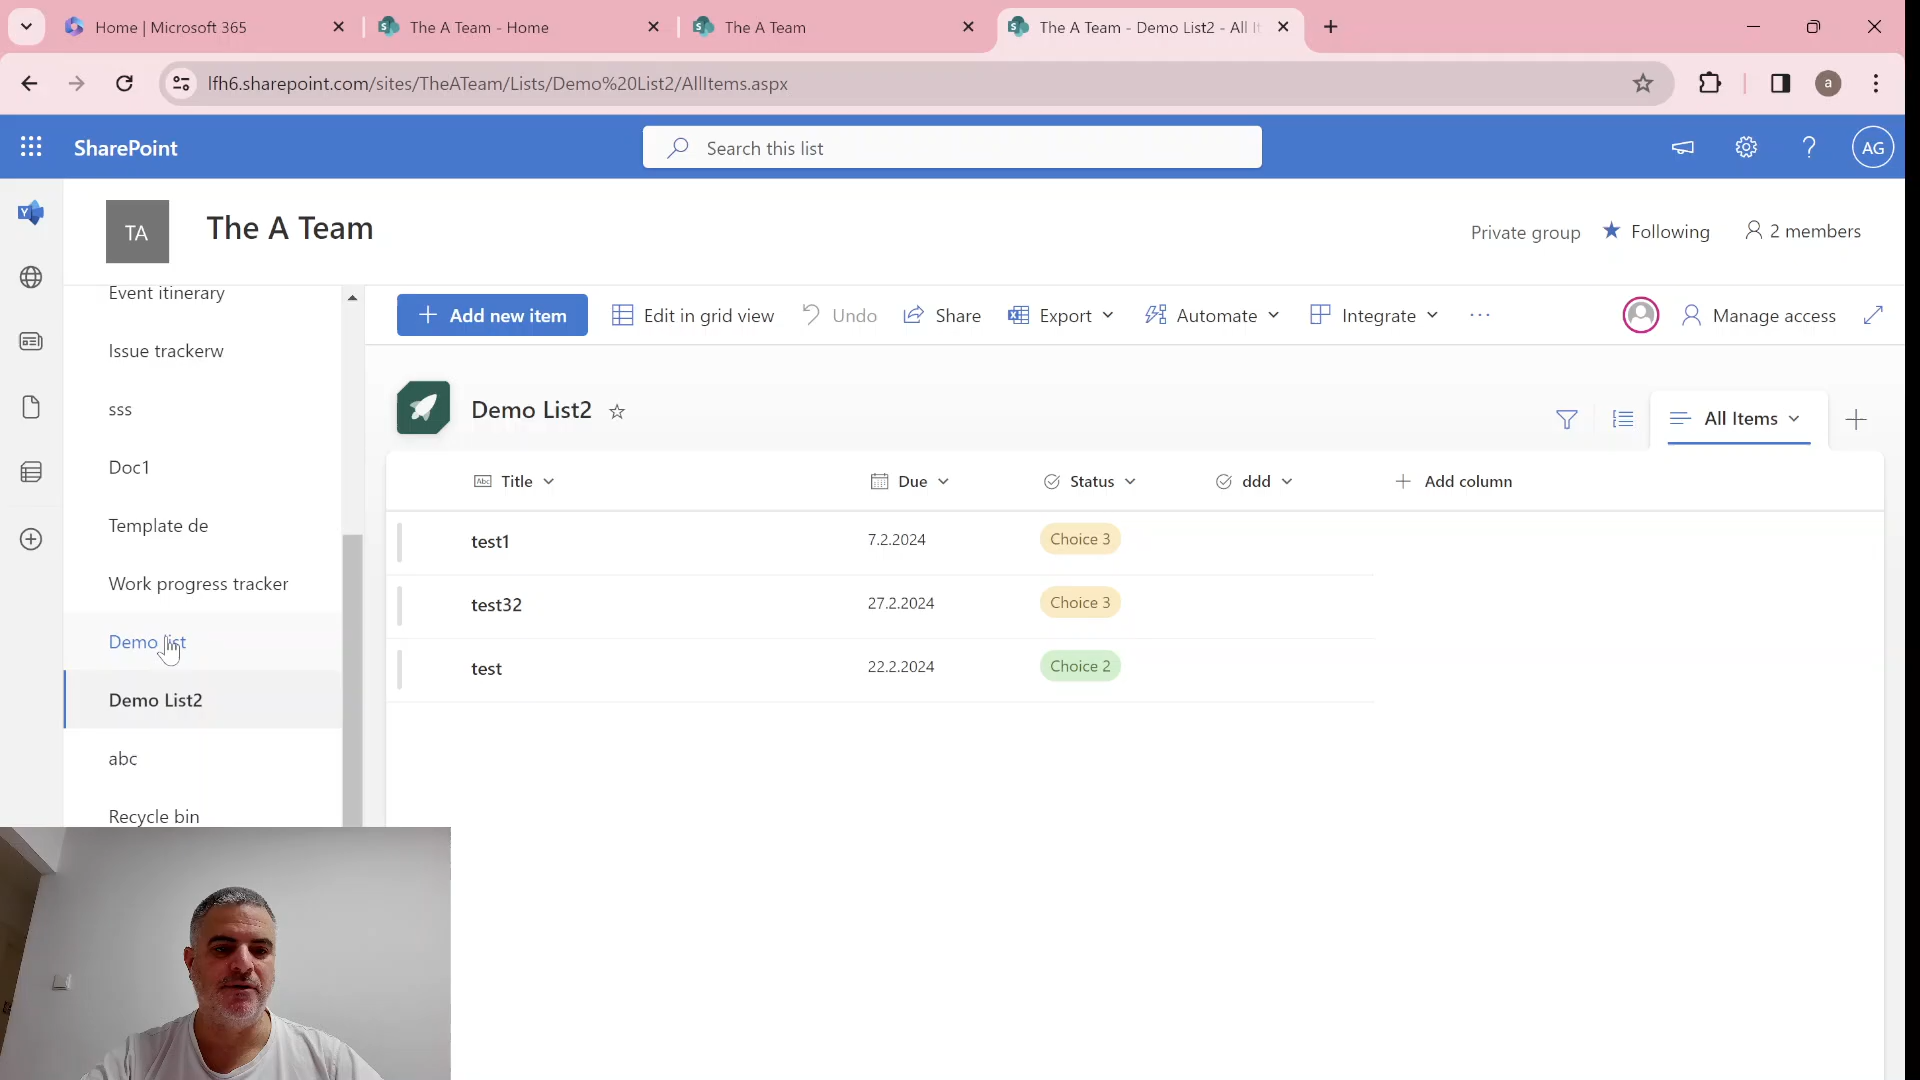 Home | Microsoft 365
The A Team - Home
The A Team
The A Team - Demo List2 - All It
lfh6.sharepoint.com/sites/TheATeam/Lists/Demo%20List2/AllItems.aspx
a
SharePoint
Search this list
AG
TA
The A Team
Private group
Following
2 members
Event itinerary
Issue trackerw
sss
Doc1
Template de
Work progress tracker
Demo list
Demo List2
abc
Recycle bin
Add new item
Edit in grid view
Undo
Share
Export
Automate
Integrate
Manage access
Demo List2
All Items
Title
Due
Status
ddd
Add column
test1
7.2.2024
Choice 3
test32
27.2.2024
Choice 3
test
22.2.2024
Choice 2